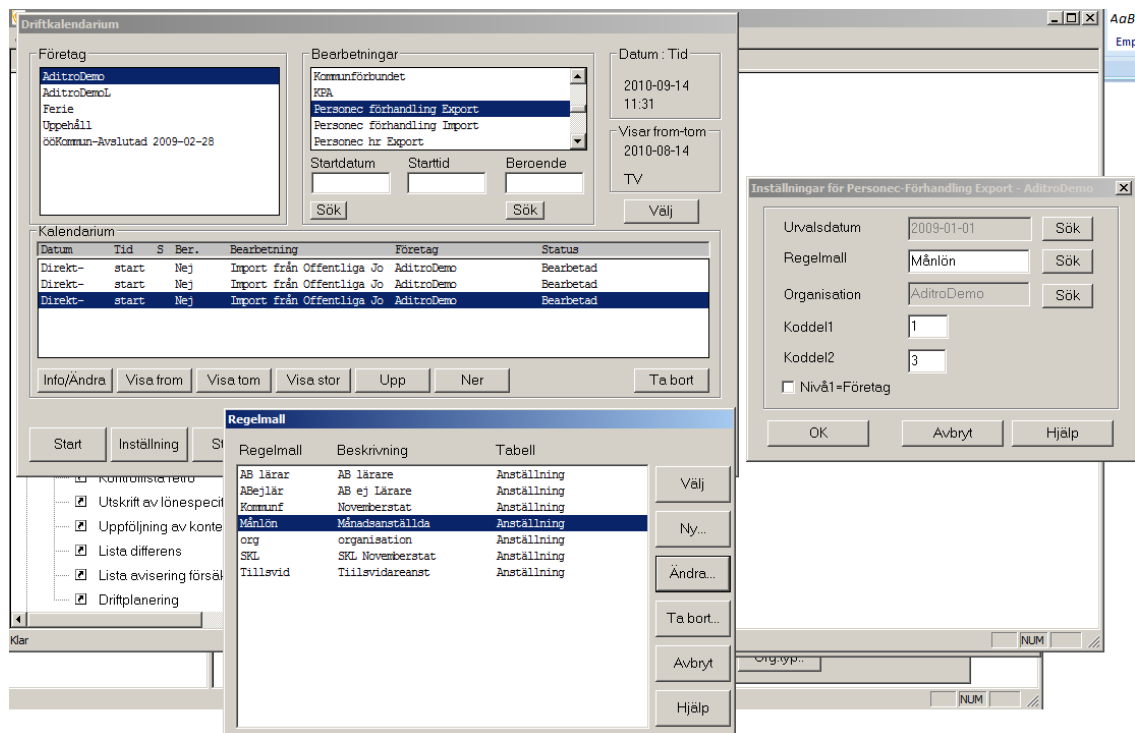 Driftkalendarium
AaB
Emp
Företag
AditroDemo
AditroDemoL
Ferie
Uppehåll
ööKommun-Avslutad 2009-02-28
Bearbetningar
Kommunförbundet
KPA
Personec förhandling Export
Personec förhandling Import
Personec hr Export
Startdatum Starttid Beroende
Sök Sök
Datum : Tid
2010-09-14
11:31
Visar from-tom
2010-08-14
TV
Välj
Kalendarium
Datum Tid S Ber. Bearbetning Företag Status
Direkt- start Nej Import från Offentliga Jo AditroDemo Bearbetad
Direkt- start Nej Import från Offentliga Jo AditroDemo Bearbetad
Direkt- start Nej Import från Offentliga Jo AditroDemo Bearbetad
Info/Ändra Visa from Visa tom Visa stor Upp Ner Ta bort
Start Inställning St
Kontrollista retro
Utskrift av lönespecif
Uppföljning av konte
Lista differens
Lista avisering försäk
Driftplanering
Klar
NUM
Inställningar för Personec-Förhandling Export - AditroDemo
Urvalsdatum 2009-01-01 Sök
Regelmall Månlön Sök
Organisation AditroDemo Sök
Koddel1 1
Koddel2 3
Nivå1=Företag
OK Avbryt Hjälp
Regelmall
Regelmall Beskrivning Tabell
AB lärar AB lärare Anställning
ABejlär AB ej Lärare Anställning
Kommunf Novemberstat Anställning
Månlön Månadsanställda Anställning
org organisation Anställning
SKL SKL Novemberstat Anställning
Tillsvid Tiilsvidareanst Anställning
Välj
Ny...
Ändra...
Ta bort...
Avbryt
Hjälp
Org.typ..
NUM